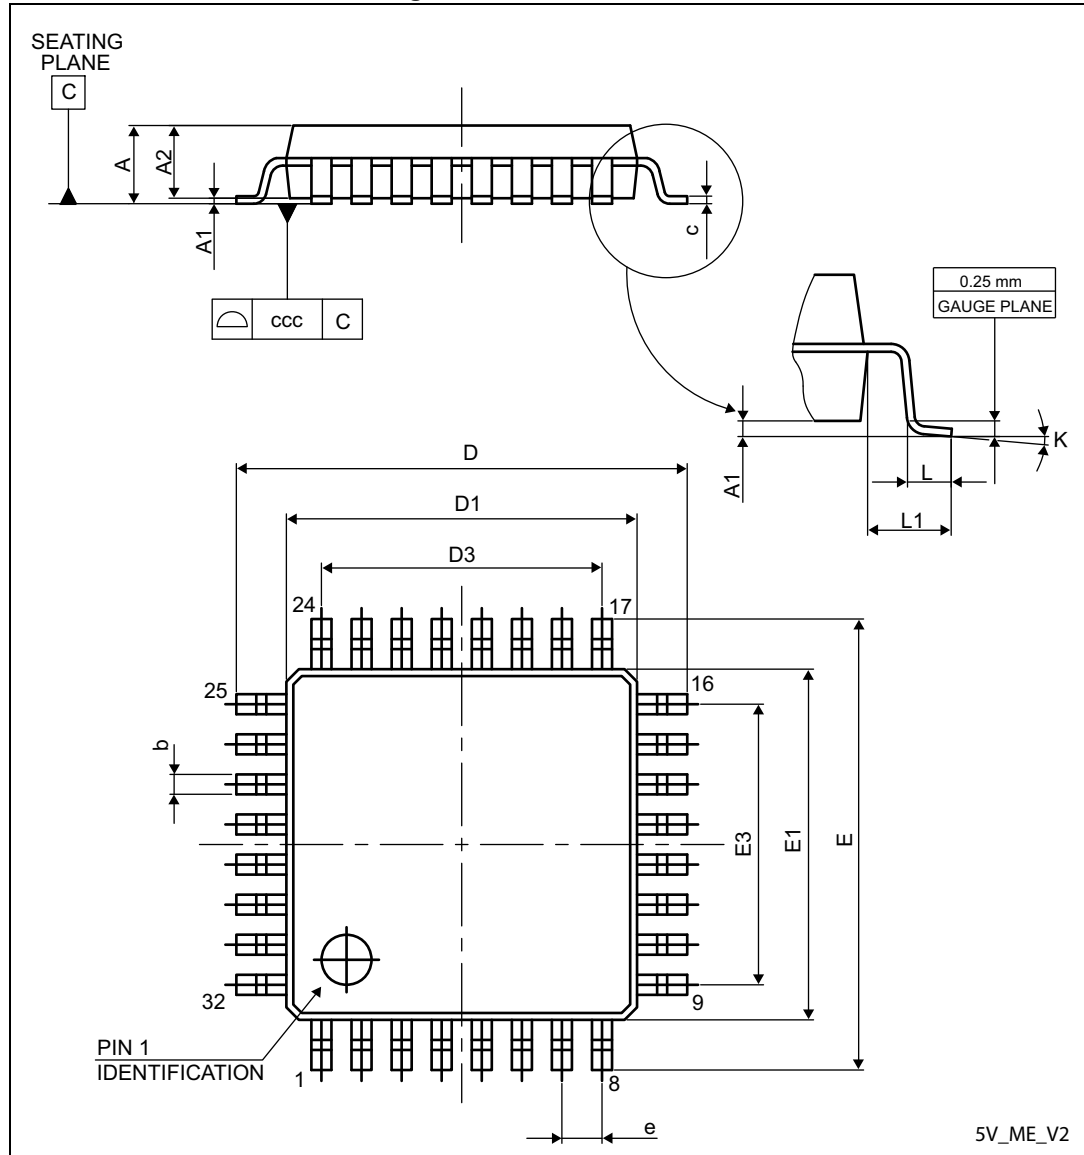 SEATING
PLANE
C
A
A2
A1
c
ccc C
0.25 mm
GAUGE PLANE
K
A1
L
L1
D
D1
D3
24 17
25 16
b
E3
E1
E
32 9
PIN 1
IDENTIFICATION
1 8
e
5V_ME_V2